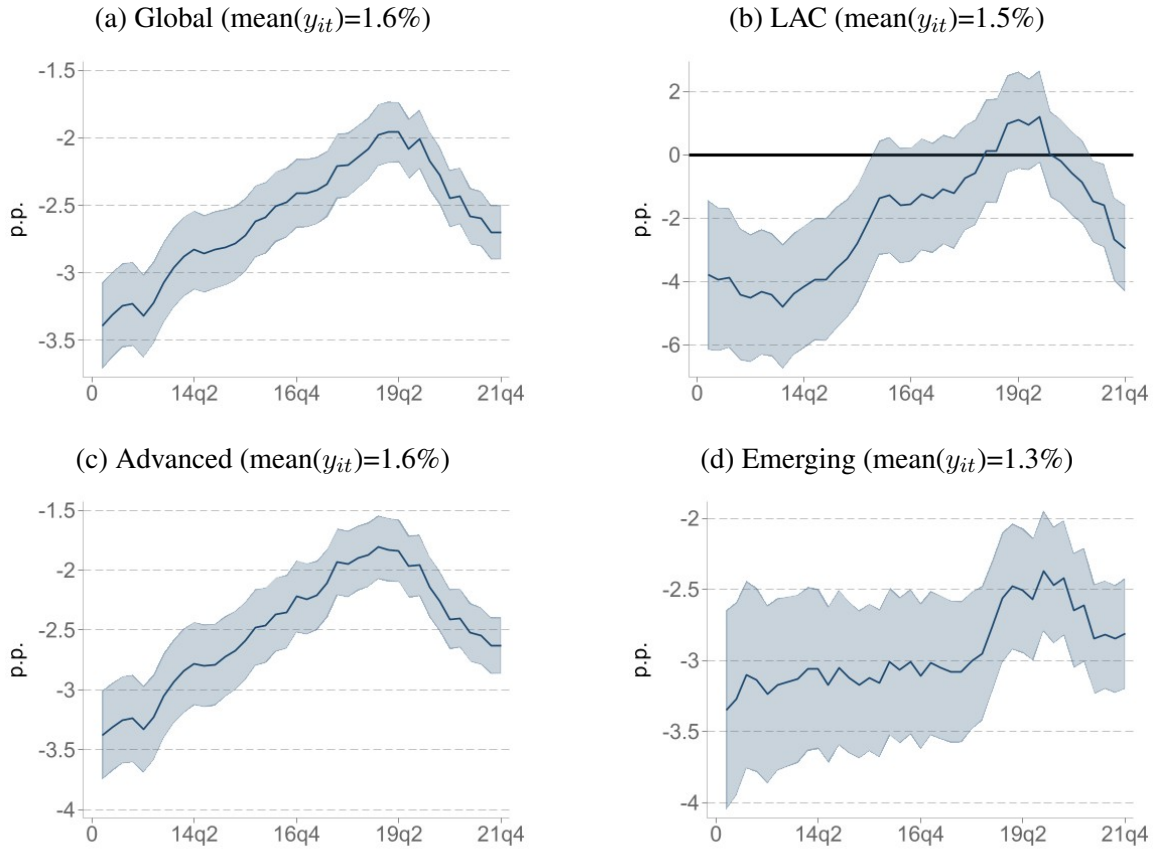 (a) Global (mean(y_it)=1.6%)
(b) LAC (mean(y_it)=1.5%)
-1.5
-2
-2.5
-3
-3.5
p.p.
0 14q2 16q4 19q2 21q4
2
0
-2
-4
-6
p.p.
0 14q2 16q4 19q2 21q4
(c) Advanced (mean(y_it)=1.6%)
(d) Emerging (mean(y_it)=1.3%)
-1.5
-2
-2.5
-3
-3.5
-4
p.p.
0 14q2 16q4 19q2 21q4
-2
-2.5
-3
-3.5
-4
p.p.
0 14q2 16q4 19q2 21q4